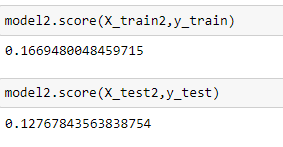 model2.score(X_train2,y_train)
0.1669480048459715
model2.score(X_test2,y_test)
0.12767843563838754